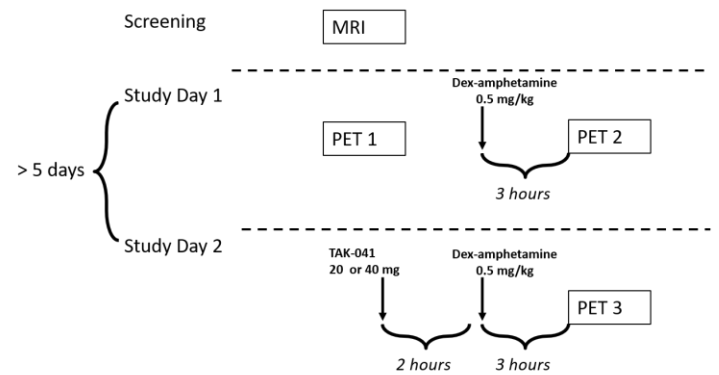 Screening
MRI
Study Day 1
Dex-amphetamine
0.5 mg/kg
PET 1
PET 2
> 5 days
3 hours
Study Day 2
TAK-041
20 or 40 mg
Dex-amphetamine
0.5 mg/kg
PET 3
2 hours
3 hours